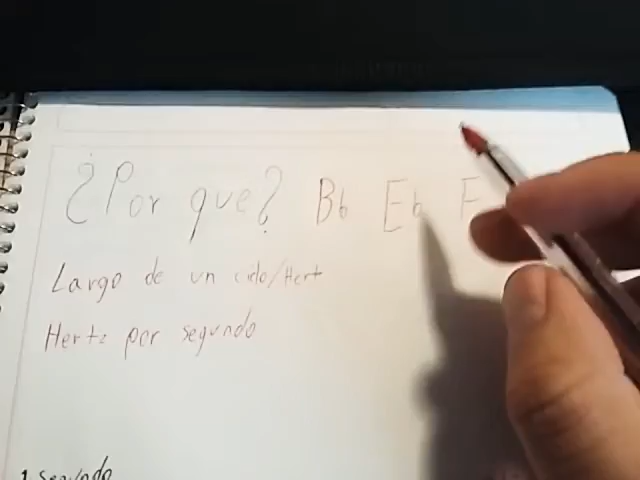 ¿Por que? Bb Eb F
Largo de un ciclo/Hert
Hertz por segundo
1 segundo